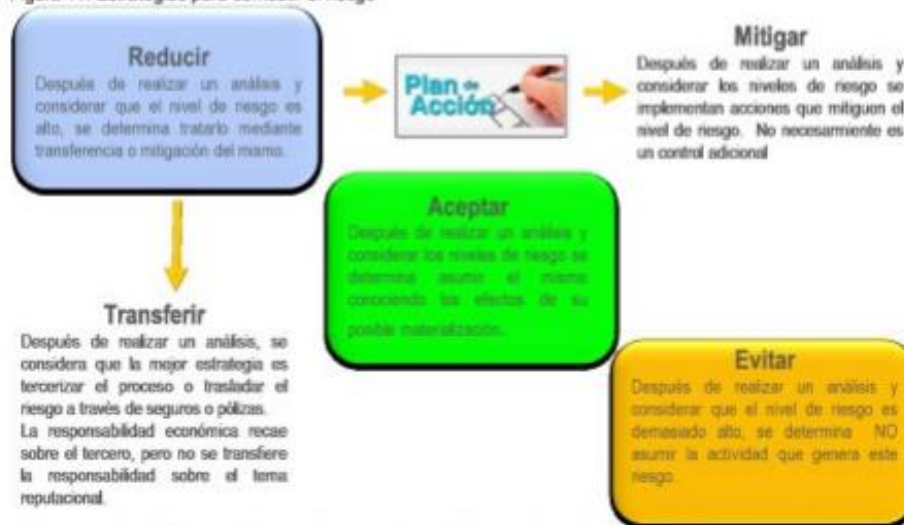 Reducir
Después de realizar un análisis y
considerar que el nivel de riesgo es
alto, se determina tratarlo mediante
transferencia o mitigación del mismo.
Plan de
Acción
Mitigar
Después de realizar un análisis y
considerar los niveles de riesgo se
implementan acciones que mitiguen el
nivel de riesgo. No necesarmiente es
un control adicional
Aceptar
Después de realizar un análisis y
considerar los niveles de riesgo se
determina asumir el mismo
conociendo los efectos de su
posible materialización.
Transferir
Después de realizar un análisis, se
considera que la mejor estrategia es
tercerizar el proceso o trasladar el
riesgo a través de seguros o pólizas.
La responsabilidad económica recae
sobre el tercero, pero no se transfiere
la responsabilidad sobre el tema
reputacional.
Evitar
Después de realizar un análisis y
considerar que el nivel de riesgo es
demasiado alto, se determina NO
asumir la actividad que genera este
riesgo.